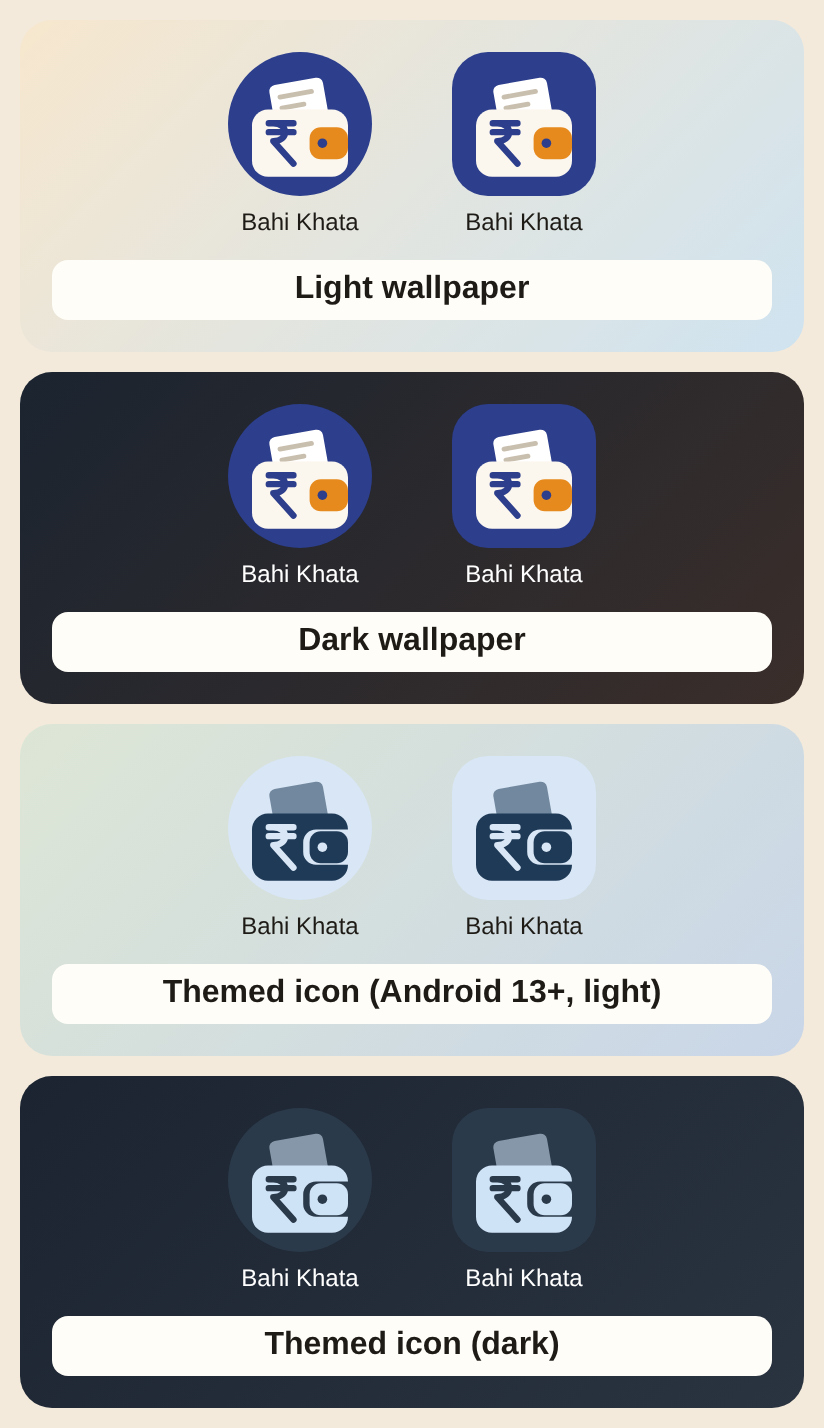 ₹ ₹
Bahi Khata Bahi Khata
Light wallpaper
₹ ₹
Bahi Khata Bahi Khata
Dark wallpaper
₹ ₹
Bahi Khata Bahi Khata
Themed icon (Android 13+, light)
₹ ₹
Bahi Khata Bahi Khata
Themed icon (dark)